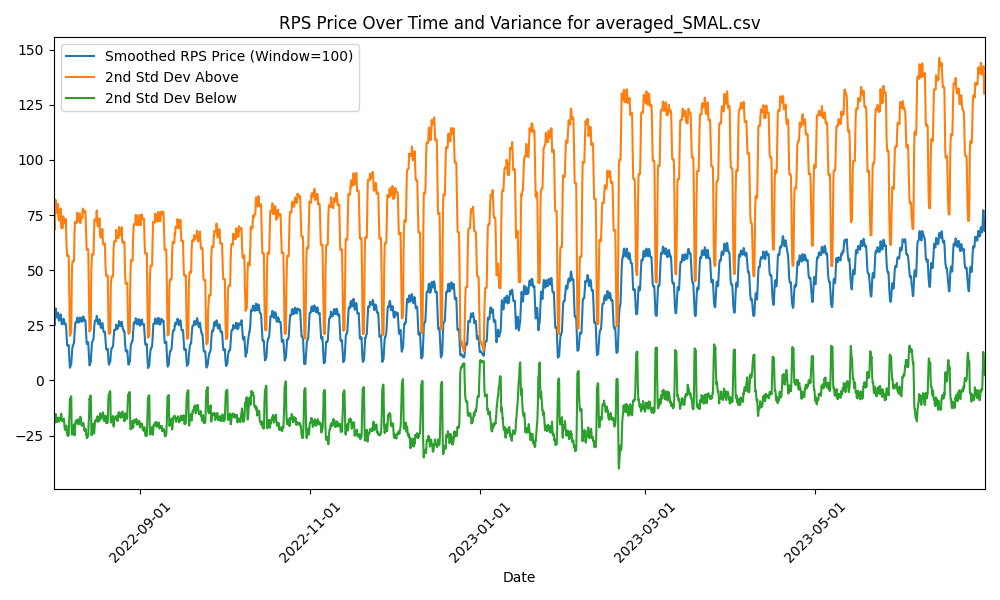 RPS Price Over Time and Variance for averaged_SMAL.csv
Smoothed RPS Price (Window=100)
2nd Std Dev Above
2nd Std Dev Below
150
125
100
75
50
25
0
−25
2022-09-01
2022-11-01
2023-01-01
2023-03-01
2023-05-01
Date